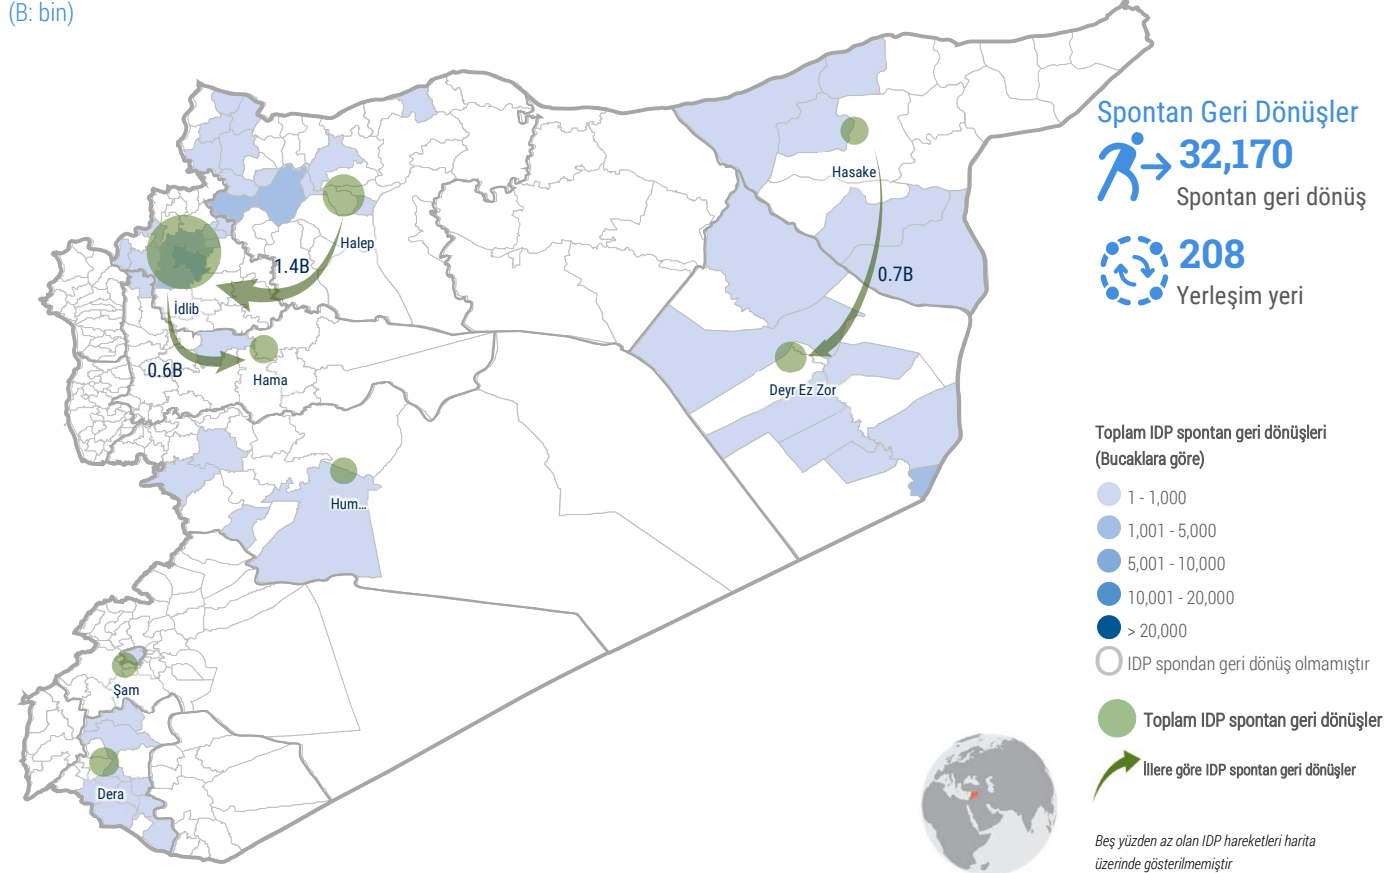 (B: bin)
Spontan Geri Dönüşler
32,170
Spontan geri dönüş
208
Yerleşim yeri
Hasake
Halep
1.4B
0.7B
İdlib
0.6B
Hama
Deyr Ez Zor
Hum...
Şam
Dera
Toplam IDP spontan geri dönüşleri
(Bucaklara göre)
1 - 1,000
1,001 - 5,000
5,001 - 10,000
10,001 - 20,000
> 20,000
IDP spondan geri dönüş olmamıştır
Toplam IDP spontan geri dönüşler
İllere göre IDP spontan geri dönüşler
Beş yüzden az olan IDP hareketleri harita
üzerinde gösterilmemiştir